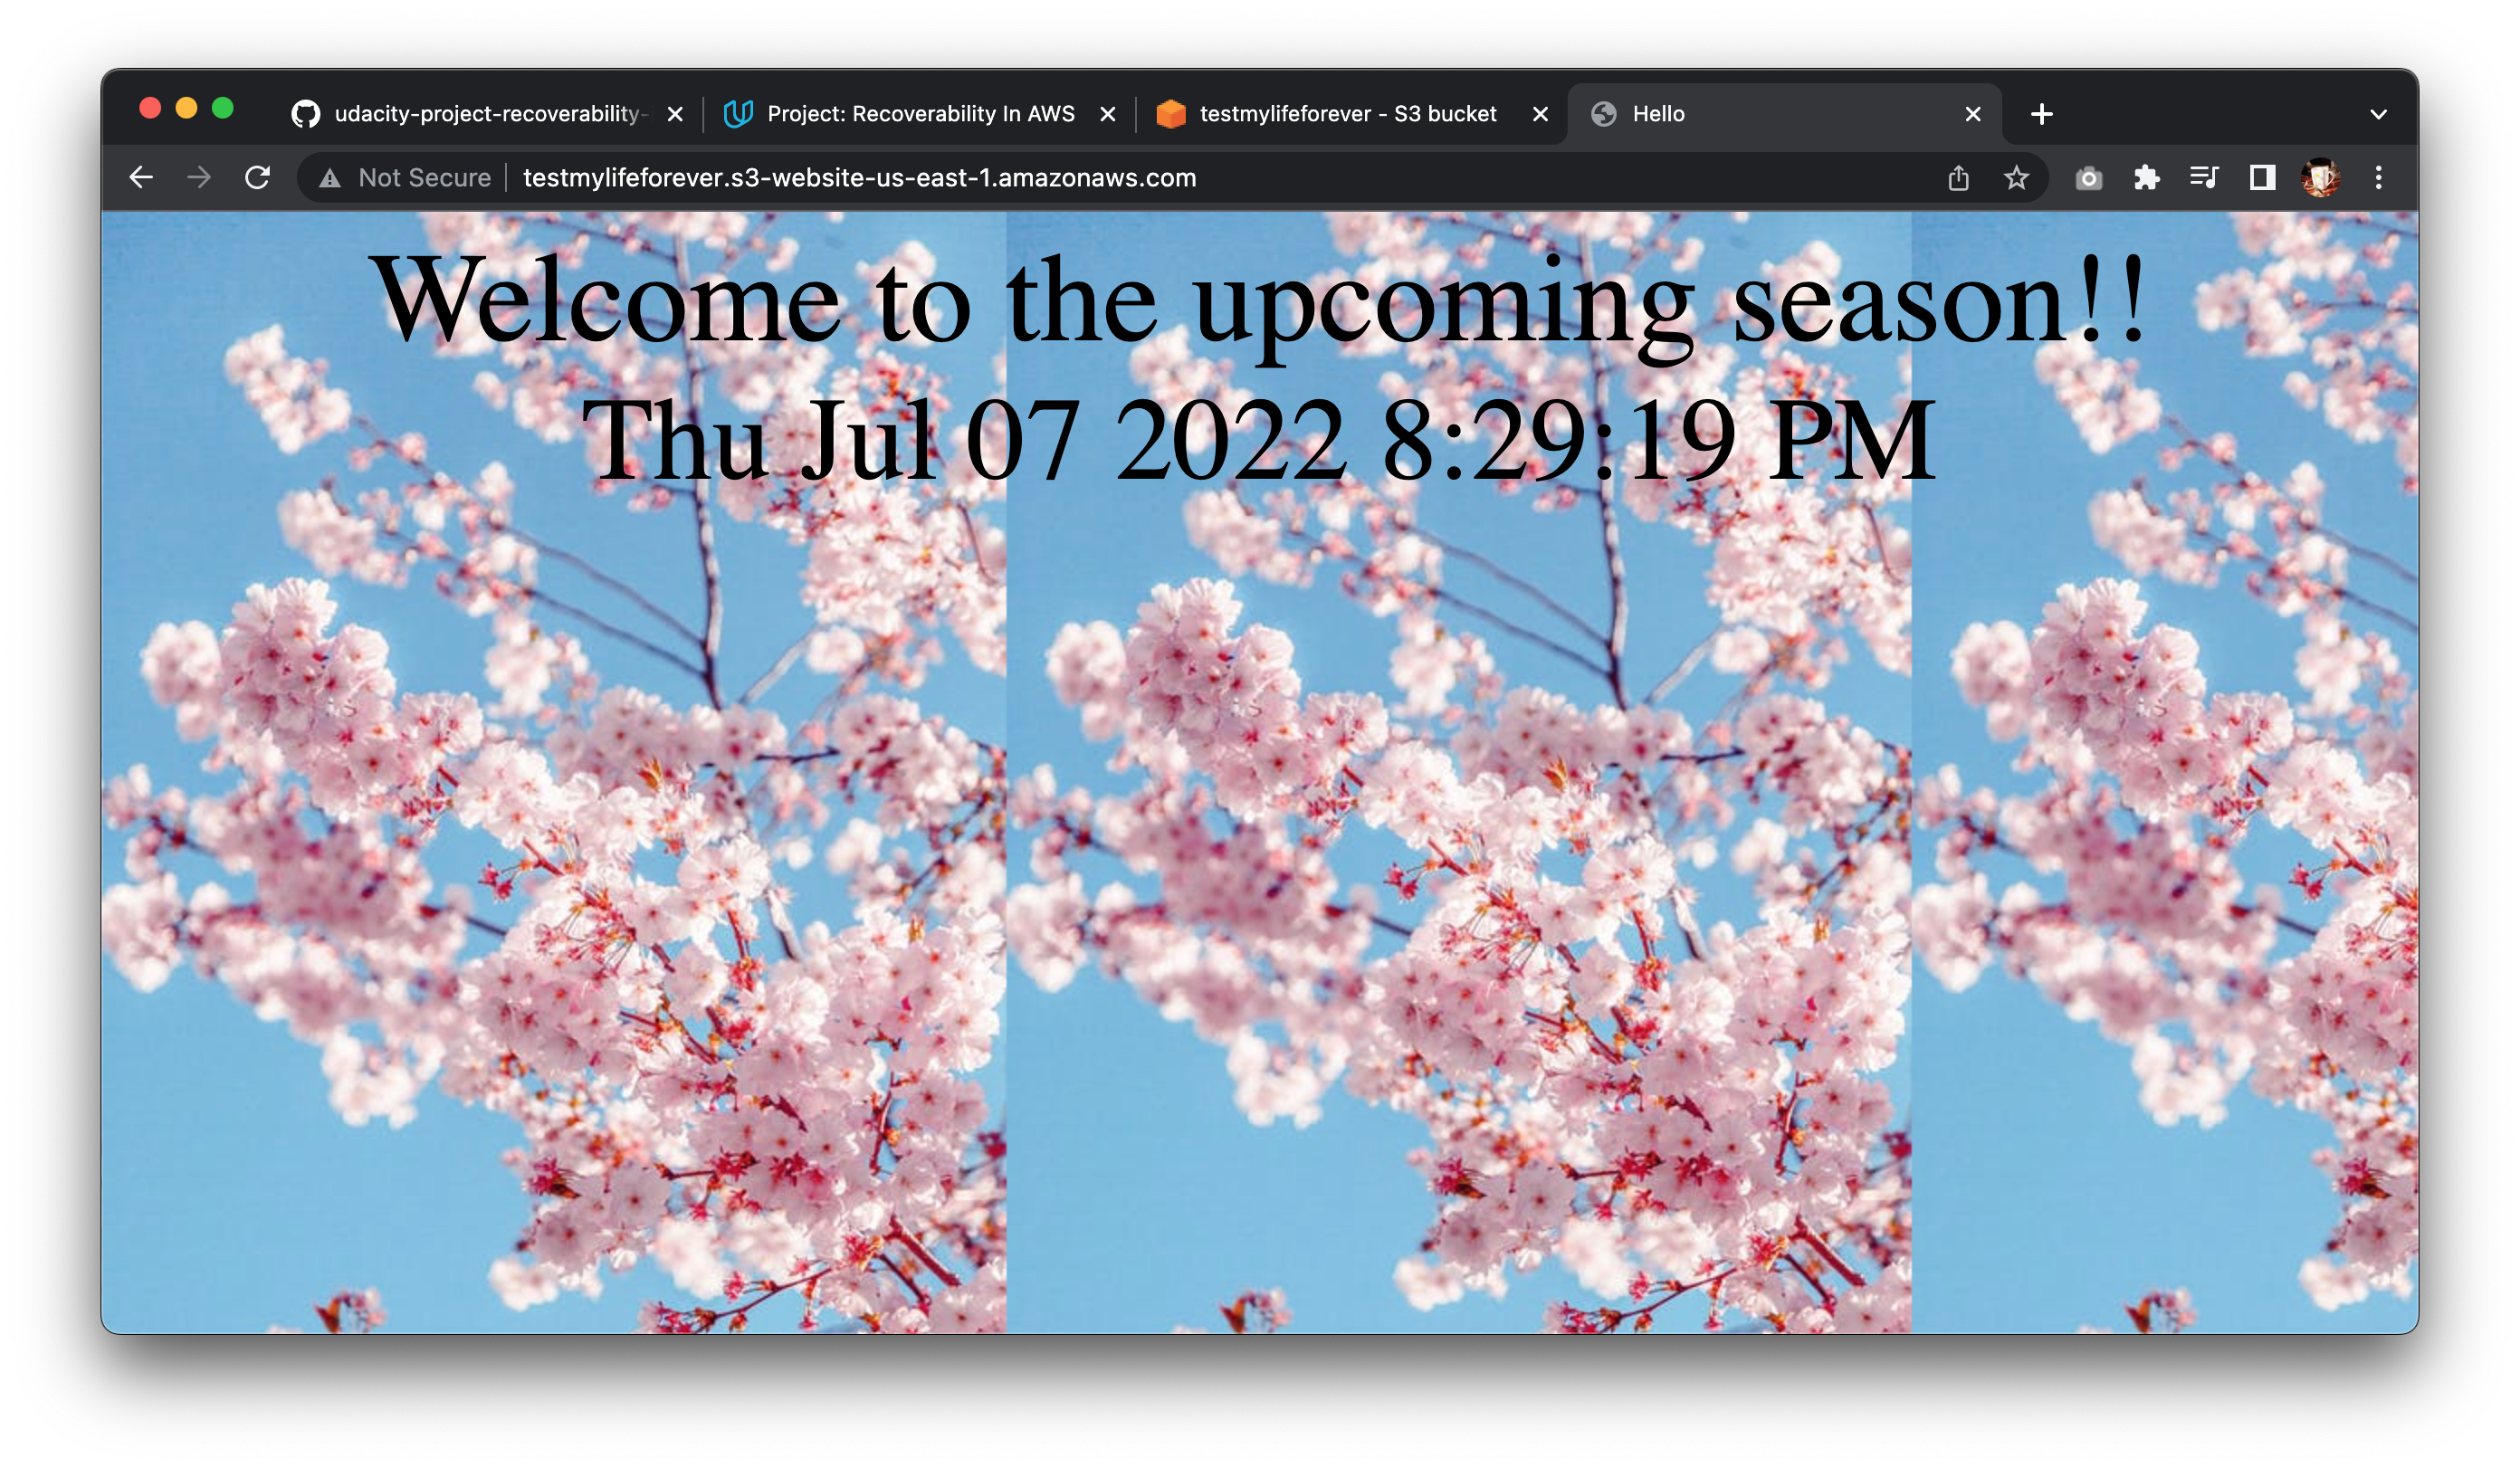 udacity-project-recoverability-
Project: Recoverability In AWS
testmylifeforever - S3 bucket
Hello
Not Secure
testmylifeforever.s3-website-us-east-1.amazonaws.com
Welcome to the upcoming season!!
Thu Jul 07 2022 8:29:19 PM